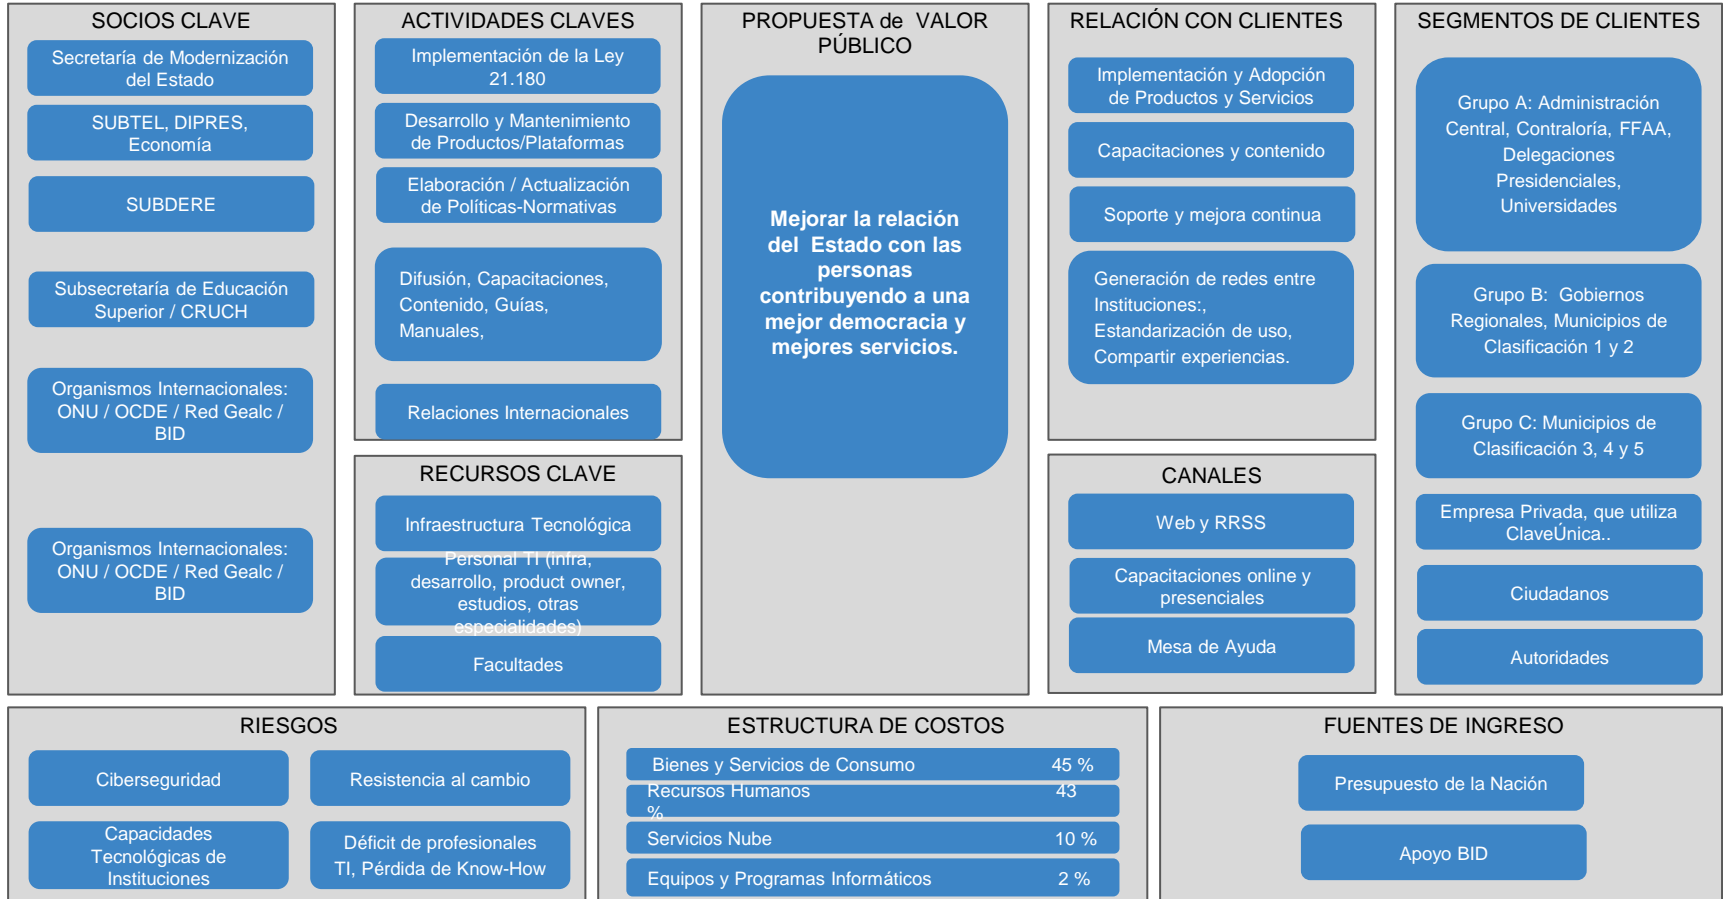 SOCIOS CLAVE
Secretaría de Modernización
del Estado
SUBTEL, DIPRES,
Economía
SUBDERE
Subsecretaría de Educación
Superior / CRUCH
Organismos Internacionales:
ONU / OCDE / Red Gealc /
BID
Organismos Internacionales:
ONU / OCDE / Red Gealc /
BID
ACTIVIDADES CLAVES
Implementación de la Ley
21.180
Desarrollo y Mantenimiento
de Productos/Plataformas
Elaboración / Actualización
de Políticas-Normativas
Difusión, Capacitaciones,
Contenido, Guías,
Manuales,
Relaciones Internacionales
RECURSOS CLAVE
Infraestructura Tecnológica
Personal TI (infra,
desarrollo, product owner,
estudios, otras
especialidades)
Facultades
PROPUESTA de VALOR
PÚBLICO
Mejorar la relación
del Estado con las
personas
contribuyendo a una
mejor democracia y
mejores servicios.
RELACIÓN CON CLIENTES
Implementación y Adopción
de Productos y Servicios
Capacitaciones y contenido
Soporte y mejora continua
Generación de redes entre
Instituciones:,
Estandarización de uso,
Compartir experiencias.
CANALES
Web y RRSS
Capacitaciones online y
presenciales
Mesa de Ayuda
SEGMENTOS DE CLIENTES
Grupo A: Administración
Central, Contraloría, FFAA,
Delegaciones
Presidenciales,
Universidades
Grupo B: Gobiernos
Regionales, Municipios de
Clasificación 1 y 2
Grupo C: Municipios de
Clasificación 3, 4 y 5
Empresa Privada, que utiliza
ClaveÚnica..
Ciudadanos
Autoridades
RIESGOS
Ciberseguridad
Resistencia al cambio
Capacidades
Tecnológicas de
Instituciones
Déficit de profesionales
TI, Pérdida de Know-How
ESTRUCTURA DE COSTOS
Bienes y Servicios de Consumo 45 %
Recursos Humanos 43
%
Servicios Nube 10 %
Equipos y Programas Informáticos 2 %
FUENTES DE INGRESO
Presupuesto de la Nación
Apoyo BID